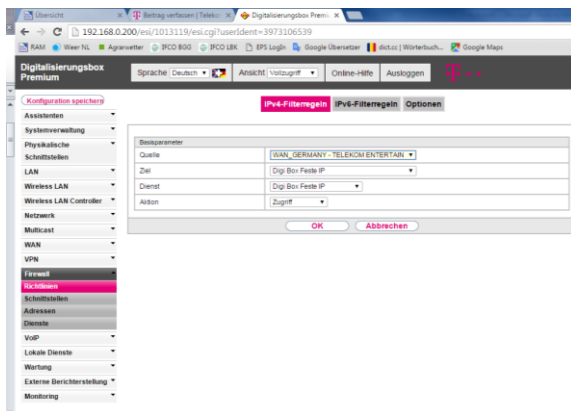 Übersicht
Beitrag verfassen | Telekom
Digitalisierungsbox Premi
192.168.0.200/esi/1013119/esi.cgi?userIdent=3973106539
RAM Weer NL Agrarwetter IFCO BGG IFCO LBK EPS Login Google Übersetzer dict.cc | Wörterbuch... Google Maps
Digitalisierungsbox
Premium
Sprache Deutsch Ansicht Vollzugriff Online-Hilfe Ausloggen
Konfiguration speichern
IPv4-Filterregeln IPv6-Filterregeln Optionen
Assistenten
Systemverwaltung
Physikalische
Schnittstellen
LAN
Wireless LAN
Wireless LAN Controller
Netzwerk
Multicast
WAN
VPN
Firewall
Richtlinien
Schnittstellen
Adressen
Dienste
VoIP
Lokale Dienste
Wartung
Externe Berichterstellung
Monitoring
Basisparameter
Quelle WAN_GERMANY - TELEKOM ENTERTAIN
Ziel Digi Box Feste IP
Dienst Digi Box Feste IP
Aktion Zugriff
OK Abbrechen